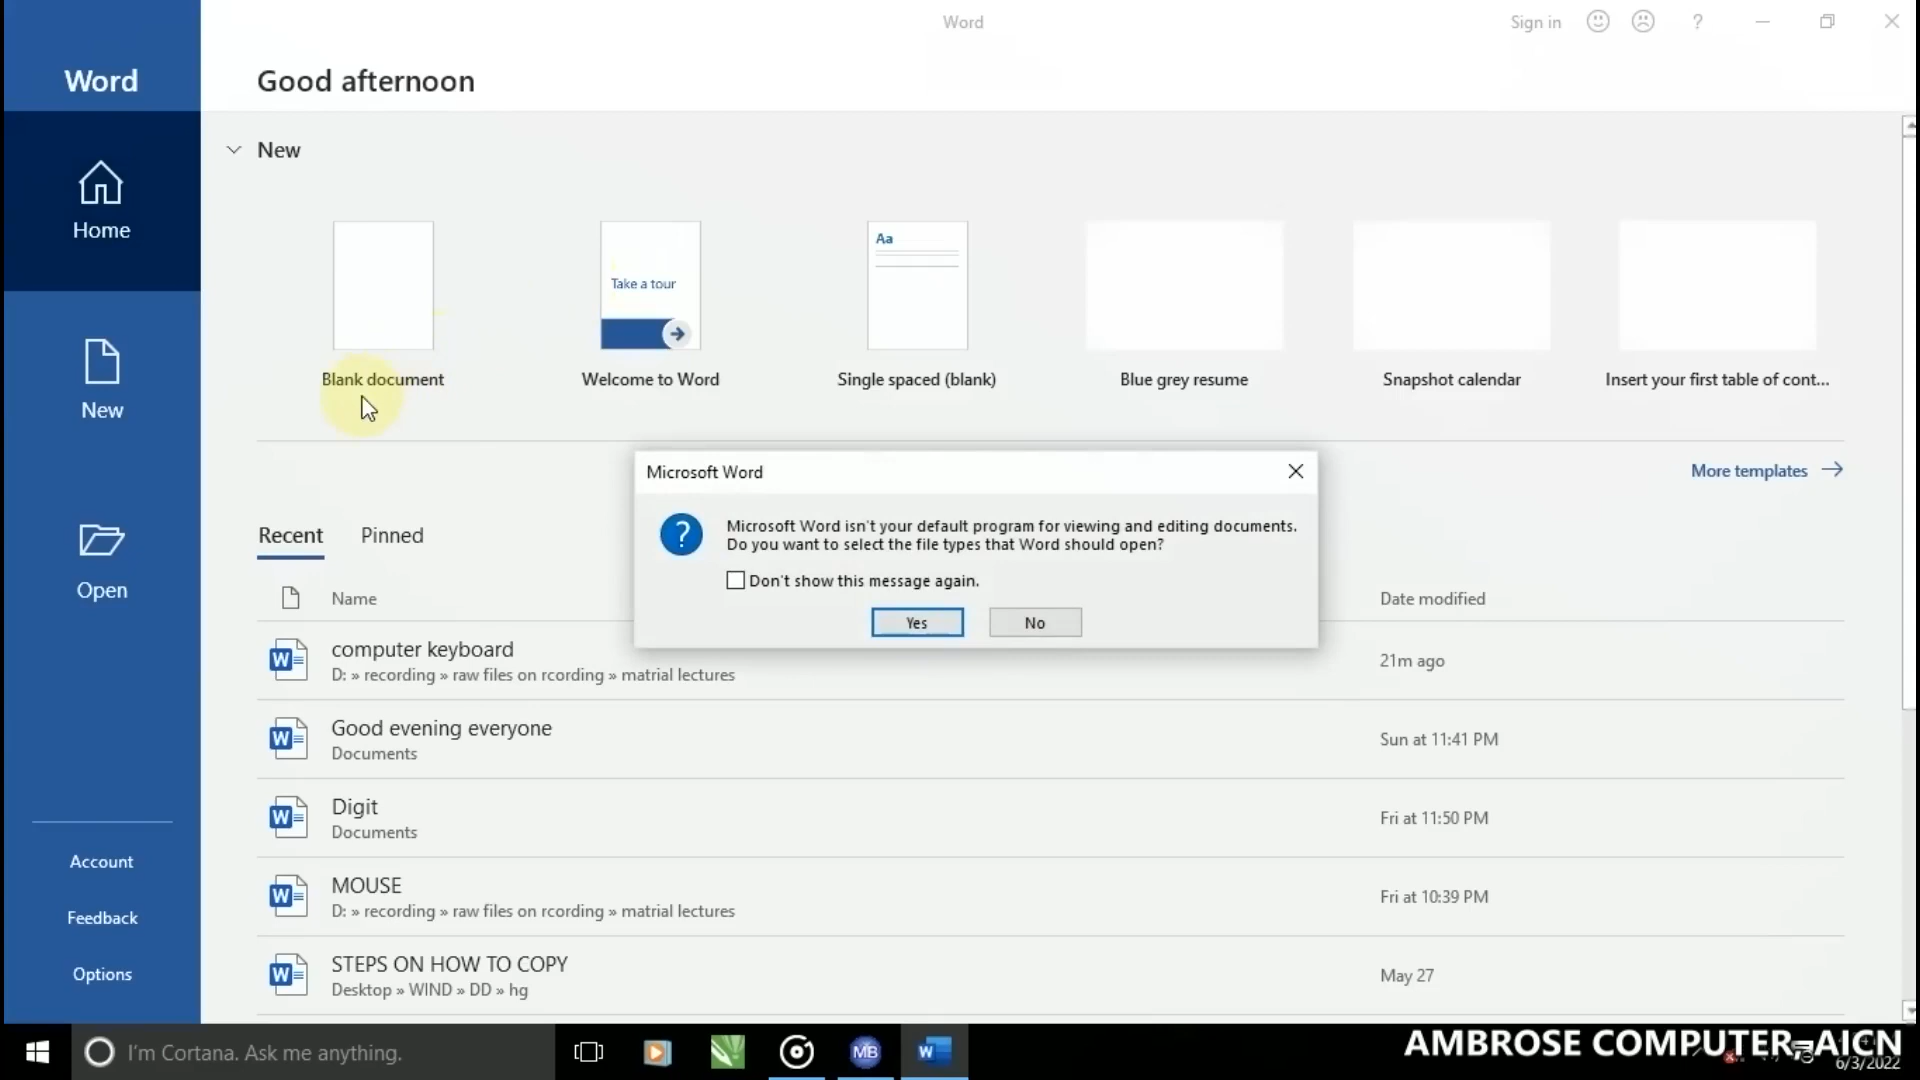 Word
Sign in
?
Word
Good afternoon
Home
New
Open
Account
Feedback
Options
New
Aa
Take a tour
Blank document
Welcome to Word
Single spaced (blank)
Blue grey resume
Snapshot calendar
Insert your first table of cont...
More templates
Microsoft Word
?
Microsoft Word isn't your default program for viewing and editing documents.
Do you want to select the file types that Word should open?
Don't show this message again.
Yes
No
Recent
Pinned
Name
Date modified
computer keyboard
D: » recording » raw files on rcording » matrial lectures
21m ago
Good evening everyone
Documents
Sun at 11:41 PM
Digit
Documents
Fri at 11:50 PM
MOUSE
D: » recording » raw files on rcording » matrial lectures
Fri at 10:39 PM
STEPS ON HOW TO COPY
Desktop » WIND » DD » hg
May 27
I'm Cortana. Ask me anything.
MB
W
AMBROSE COMPUTER-AICN
6/3/2022